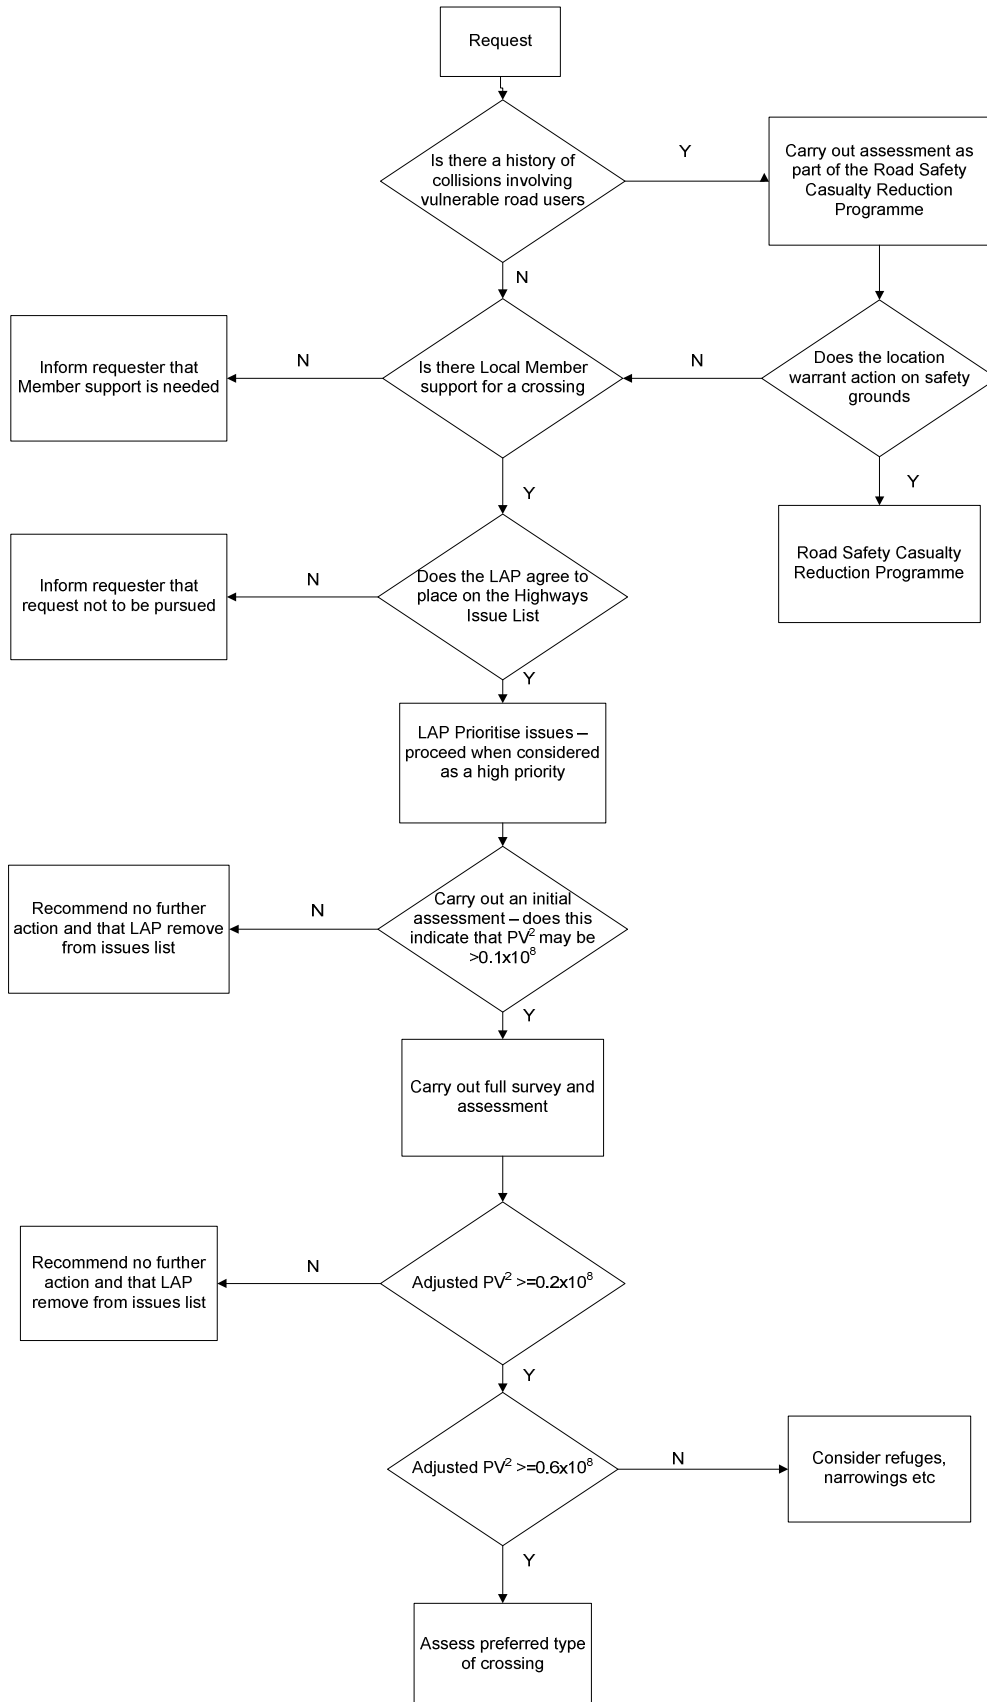 Request
Is there a history of
collisions involving
vulnerable road users
Y
Carry out assessment as
part of the Road Safety
Casualty Reduction
Programme
N
Inform requester that
Member support is needed
N
Is there Local Member
support for a crossing
N
Does the location
warrant action on safety
grounds
Y
Y
Inform requester that
request not to be pursued
N
Does the LAP agree to
place on the Highways
Issue List
Road Safety Casualty
Reduction Programme
Y
LAP Prioritise issues –
proceed when considered
as a high priority
Recommend no further
action and that LAP remove
from issues list
N
Carry out an initial
assessment – does this
indicate that PV² may be
>0.1x10⁸
Y
Carry out full survey and
assessment
Recommend no further
action and that LAP
remove from issues list
N
Adjusted PV² >=0.2x10⁸
Y
Adjusted PV² >=0.6x10⁸
N
Consider refuges,
narrowings etc
Y
Assess preferred type
of crossing